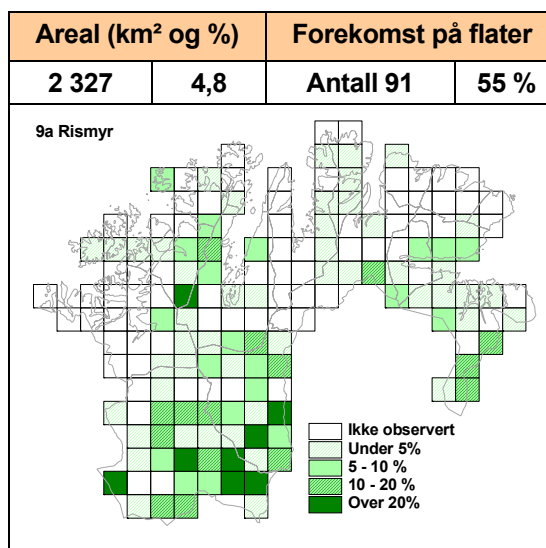 Areal (km² og %) Forekomst på flater
2 327 4,8 Antall 91 55 %
9a Rismyr
Ikke observert
Under 5%
5 - 10 %
10 - 20 %
Over 20%